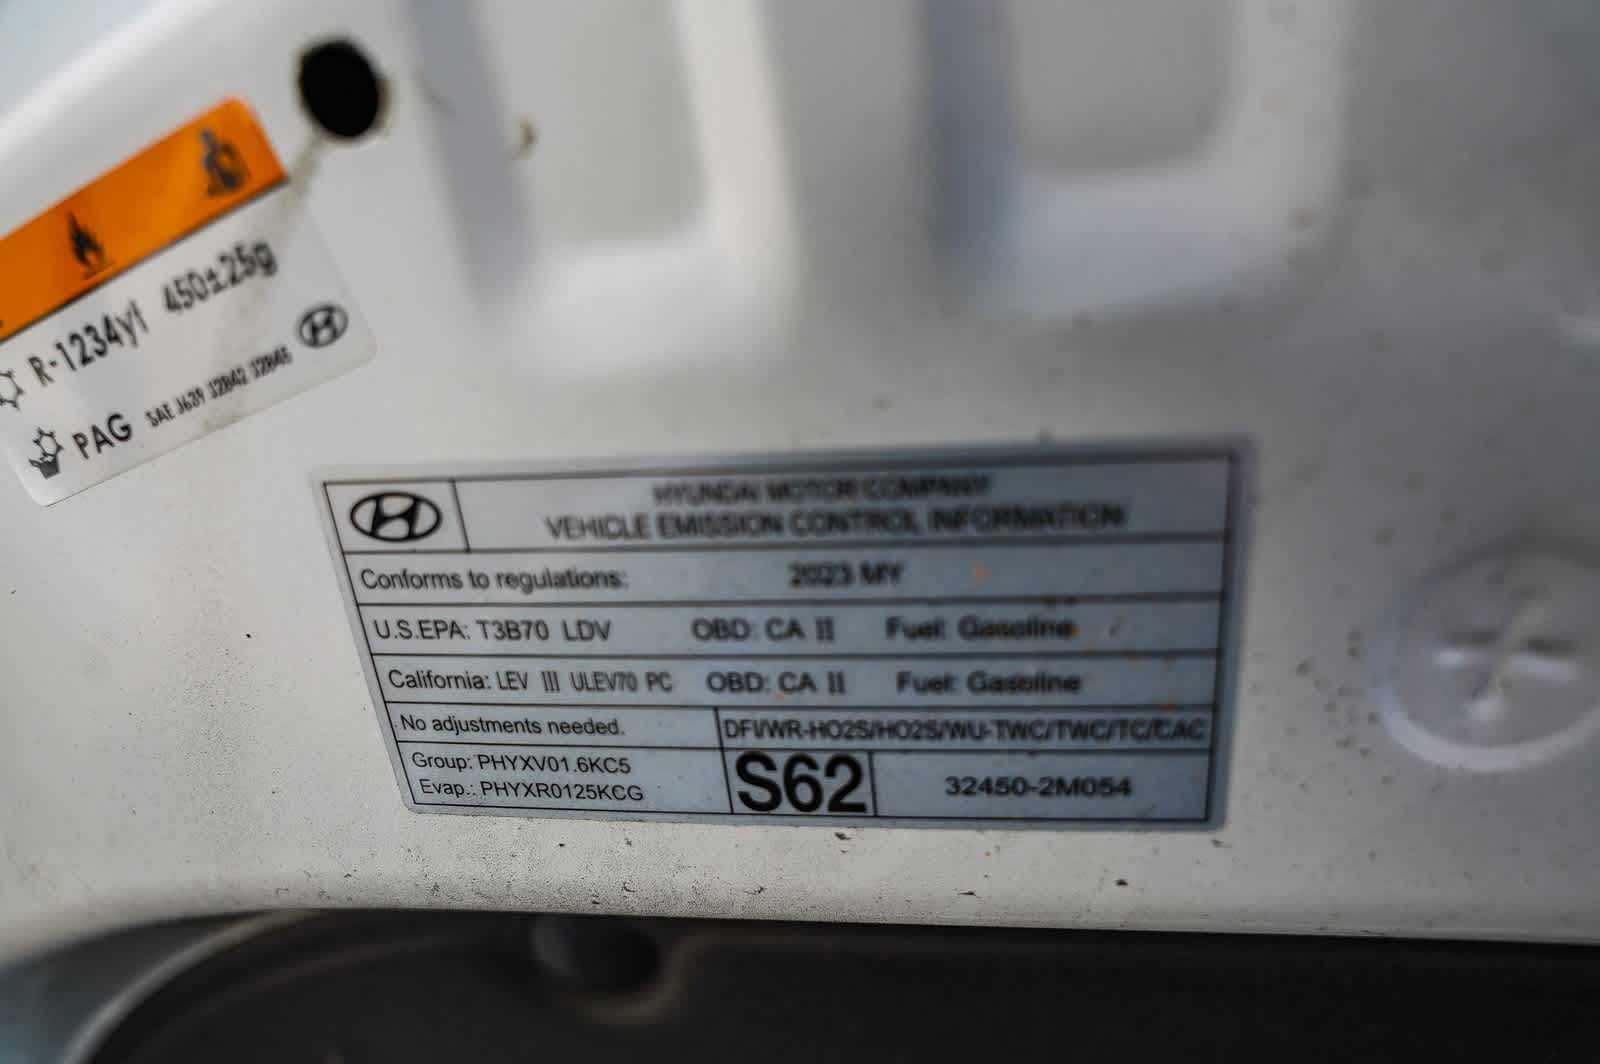 R-1234yf 450±25g
PAG SAE J639 J2842 J2845
HYUNDAI MOTOR COMPANY
VEHICLE EMISSION CONTROL INFORMATION
Conforms to regulations: 2023 MY
U.S.EPA: T3B70 LDV OBD: CA II Fuel: Gasoline
California: LEV III ULEV70 PC OBD: CA II Fuel: Gasoline
No adjustments needed. DFI/WR-HO2S/HO2S/WU-TWC/TWC/TC/CAC
Group: PHYXV01.6KC5
Evap.: PHYXR0125KCG
S62 32450-2M054